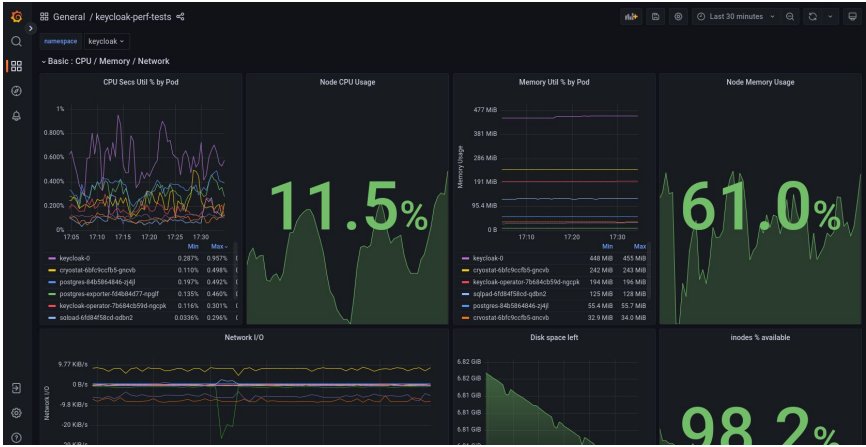 General / keycloak-perf-tests
Last 30 minutes
namespace keycloak
Basic : CPU / Memory / Network
CPU Secs Util % by Pod
1%
0.800%
0.600%
0.400%
0.200%
0%
17:05 17:10 17:15 17:20 17:25 17:30
Min Max
keycloak-0 0.287% 0.957%
cryostat-6bfc9ccfb5-gncvb 0.110% 0.498%
postgres-84b5864846-zj4jl 0.197% 0.492%
postgres-exporter-fd4b84d77-npglf 0.135% 0.460%
keycloak-operator-7b684cb59d-ngcpk 0.116% 0.301%
sqlpad-6fd84f58cd-qdbn2 0.0336% 0.296%
Node CPU Usage
11.5%
Memory Util % by Pod
Memory Usage
477 MiB
381 MiB
286 MiB
191 MiB
95.4 MiB
0 B
17:10 17:20 17:30
Min Max
keycloak-0 448 MiB 455 MiB
cryostat-6bfc9ccfb5-gncvb 242 MiB 243 MiB
keycloak-operator-7b684cb59d-ngcpk 194 MiB 196 MiB
sqlpad-6fd84f58cd-qdbn2 125 MiB 128 MiB
postgres-84b5864846-zj4jl 55.4 MiB 55.7 MiB
cryostat-6bfc9ccfb5-gncvb 32.9 MiB 34.0 MiB
Node Memory Usage
61.0%
Network I/O
Network I/O
9.77 KiB/s
0 B/s
-9.8 KiB/s
-20 KiB/s
Disk space left
6.82 GiB
6.82 GiB
6.82 GiB
6.81 GiB
6.81 GiB
inodes % available
98.2%